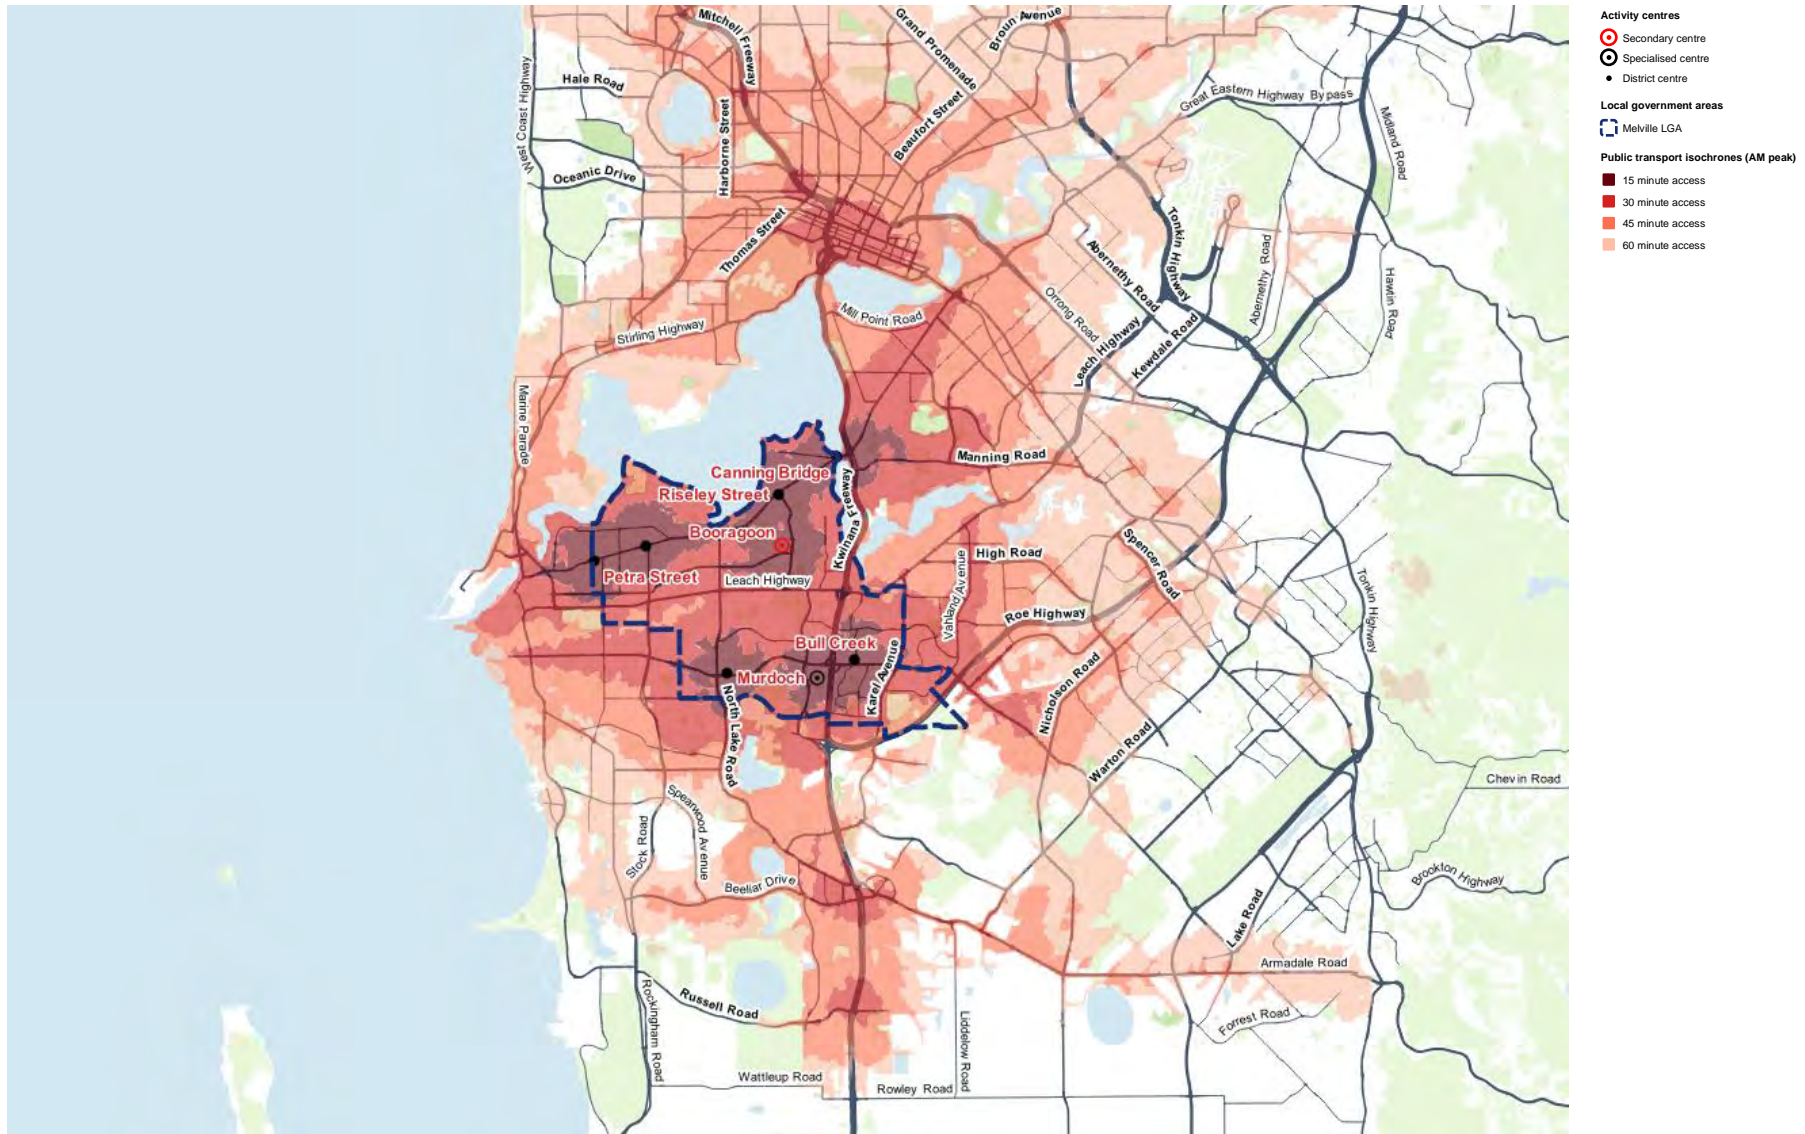 Mitchell Freeway
Grand Promenade
Broun Avenue
Hale Road
West Coast Highway
Harborne Street
Beaufort Street
Great Eastern Highway Bypass
Midland Road
Oceanic Drive
Thomas Street
Tonkin Highway
Abernethy Road
Abernethy Road
Hawtin Road
Orrong Road
Mill Point Road
Stirling Highway
Leach Highway
Kewdale Road
Marine Parade
Manning Road
Canning Bridge
Riseley Street
Kwinana Freeway
Booragoon
High Road
Spencer Road
Petra Street
Leach Highway
Vahland Avenue
Roe Highway
Tonkin Highway
Bull Creek
Murdoch
Karel Avenue
Nicholson Road
North Lake Road
Warton Road
Chevin Road
Spearwood Avenue
Stock Road
Beeliar Drive
Brookton Highway
Lake Road
Armadale Road
Russell Road
Rockingham Road
Liddelow Road
Forrest Road
Wattleup Road
Rowley Road
Activity centres
Secondary centre
Specialised centre
District centre
Local government areas
Melville LGA
Public transport isochrones (AM peak)
15 minute access
30 minute access
45 minute access
60 minute access